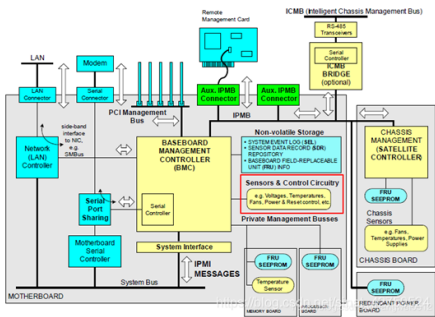 Remote
Management Card
ICMB (Intelligent Chassis Management Bus)
RS-485
Transceivers
LAN
Modem
Serial
Controller
ICMB
BRIDGE
(optional)
LAN
Connector
Serial
Connector
Aux. IPMB
Connector
Aux. IPMB
Connector
PCI Management
Bus
IPMB
side-band
interface
to NIC,
e.g.
SMBus
Network
(LAN)
Controller
BASEBOARD
MANAGEMENT
CONTROLLER
(BMC)
Non-volatile Storage
• SYSTEM EVENT LOG (SEL)
• SENSOR DATA RECORD (SDR)
REPOSITORY
• BASEBOARD FIELD-REPLACEABLE
UNIT (FRU) INFO
CHASSIS
MANAGEMENT
(SATELLITE
CONTROLLER)
Sensors & Control Circuitry
e.g. Voltages, Temperatures,
Fans, Power & Reset control, etc.
FRU
SEEPROM
Serial
Port
Sharing
Serial
Controller
Private Management Busses
Chassis
Sensors
e.g. Fans,
Temperatures, Power
Supplies
Motherboard
Serial
Controller
System Interface
IPMI
MESSAGES
FRU
SEEPROM
Temperature
Sensor
FRU
SEEPROM
CHASSIS BOARD
FRU
SEEPROM
System Bus
MOTHERBOARD
MEMORY BOARD
PROCESSOR
BOARD
REDUNDANT POWER
BOARD